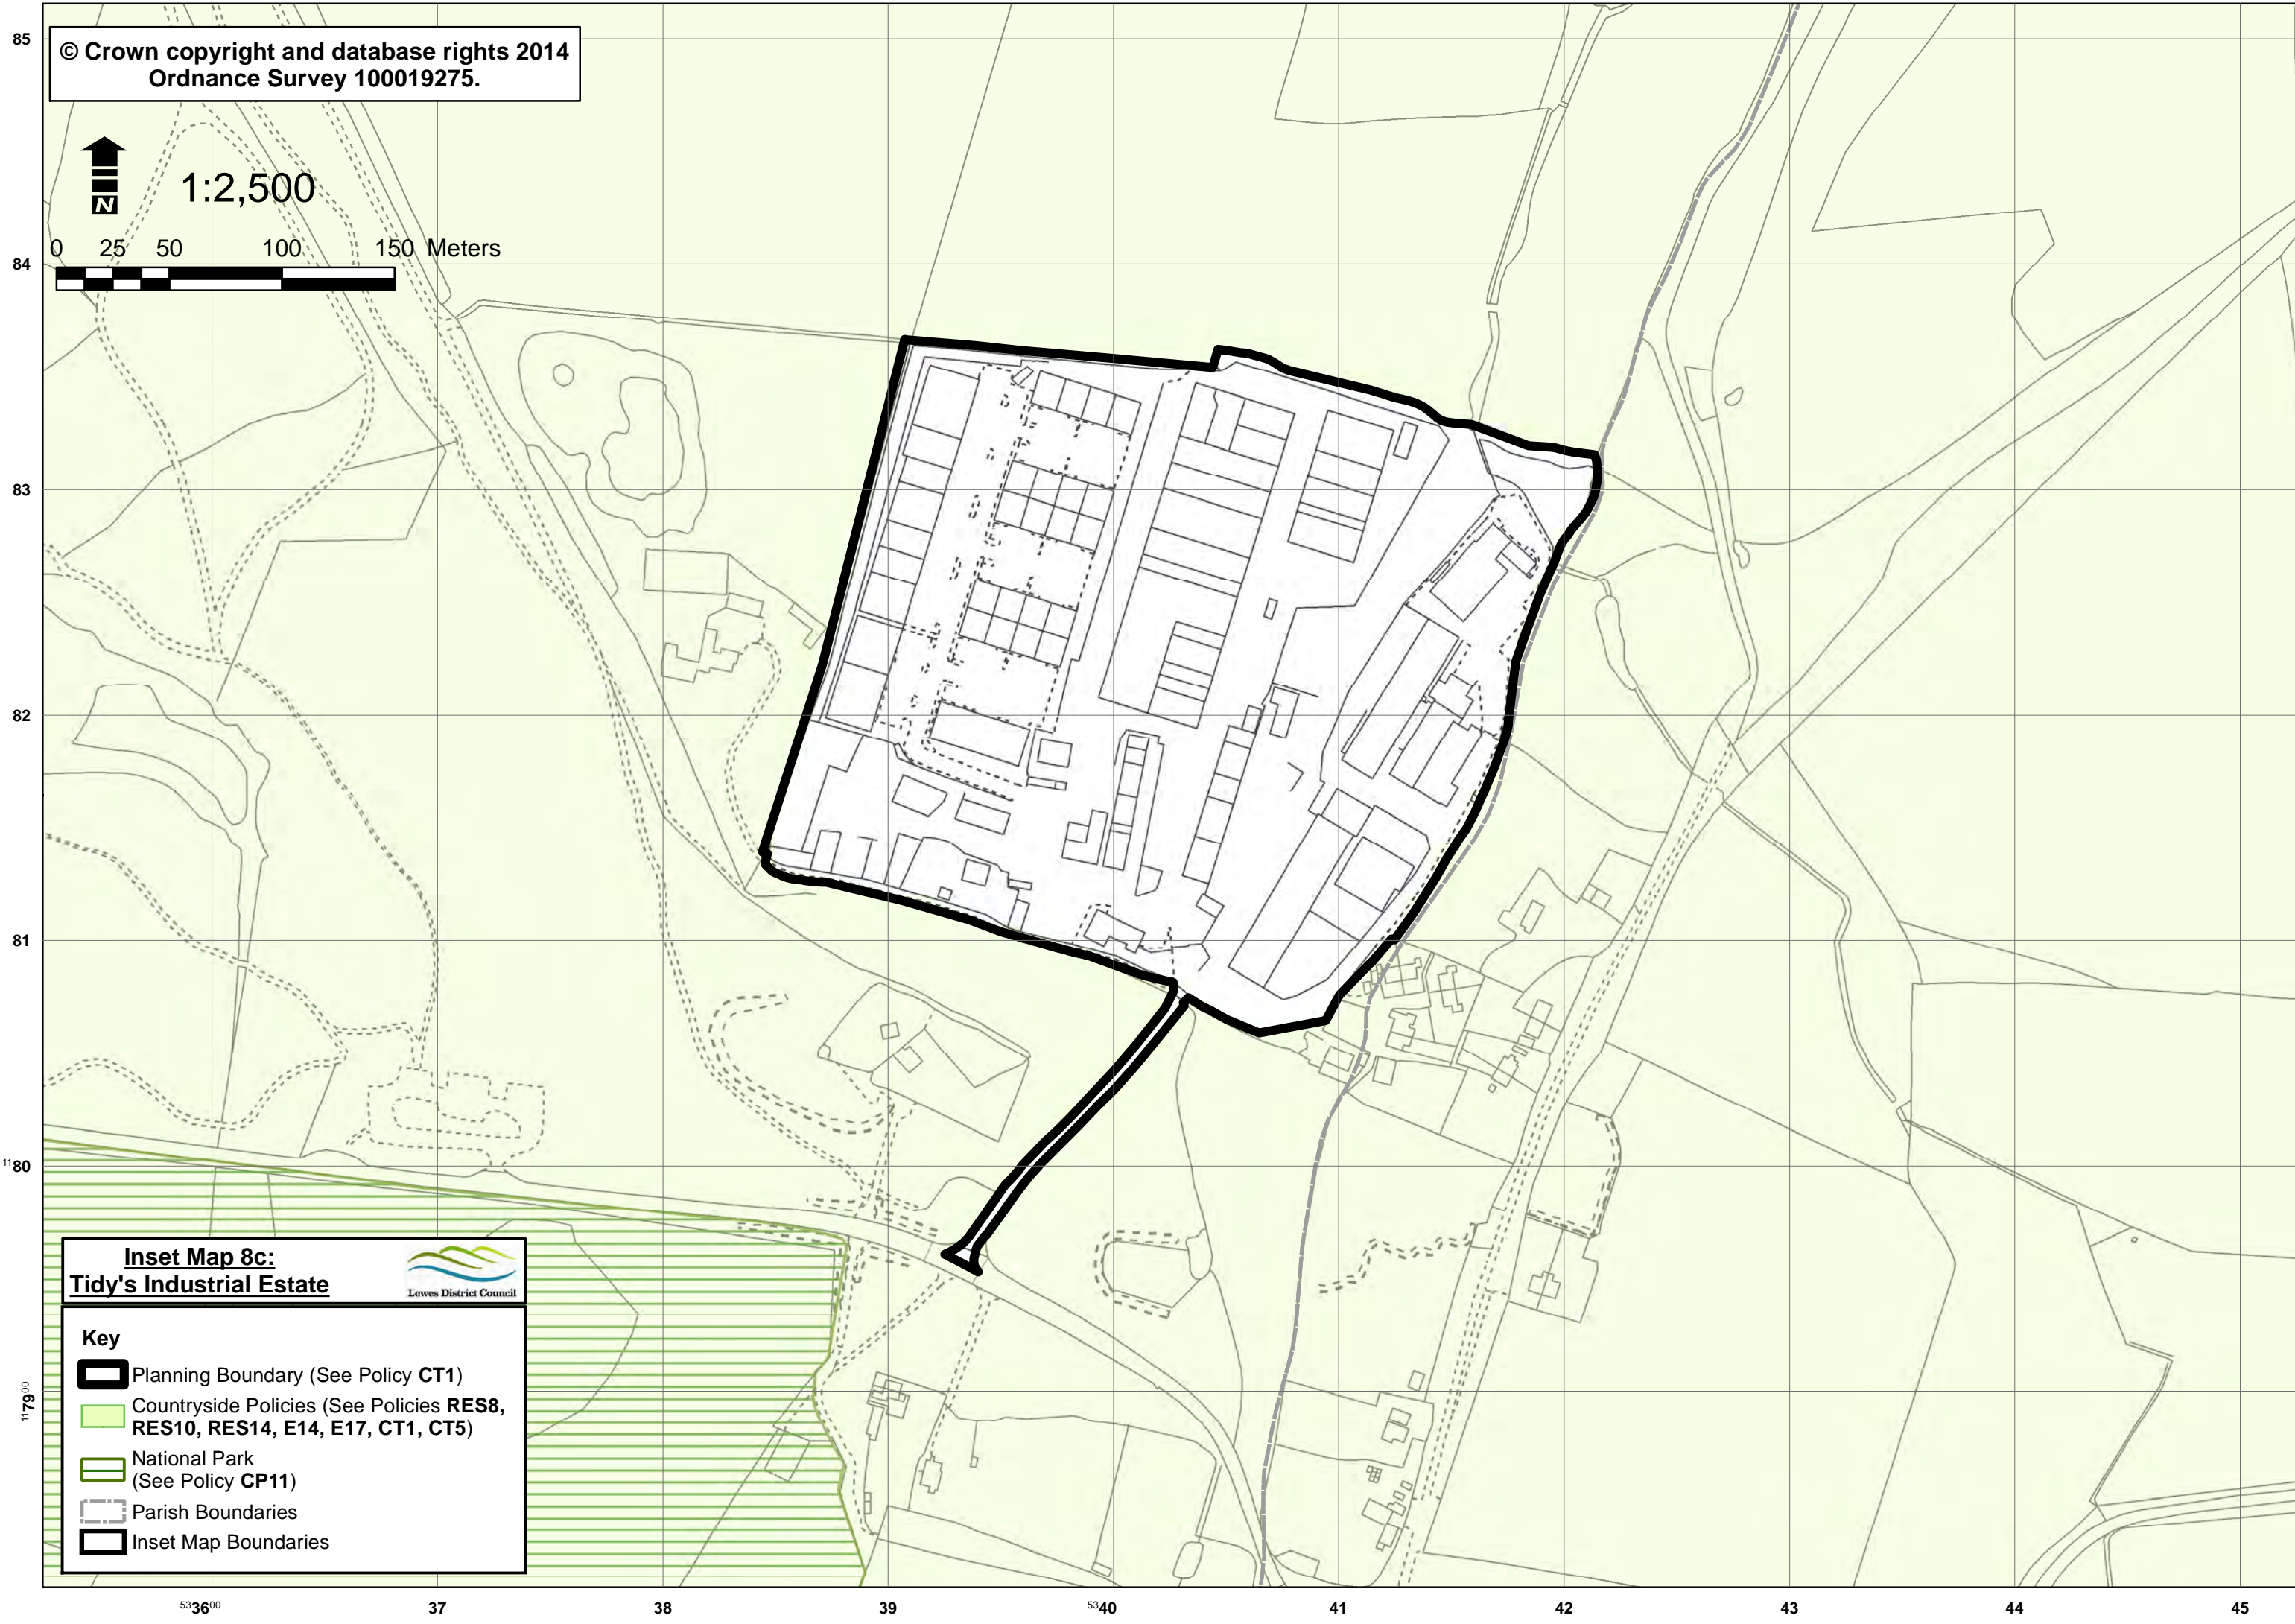 © Crown copyright and database rights 2014
Ordnance Survey 100019275.
N
1:2,500
0 25 50 100 150 Meters
85
84
83
82
81
1180
117900
Inset Map 8c:
Tidy's Industrial Estate
Lewes District Council
Key
Planning Boundary (See Policy CT1)
Countryside Policies (See Policies RES8,
RES10, RES14, E14, E17, CT1, CT5)
National Park
(See Policy CP11)
Parish Boundaries
Inset Map Boundaries
533600 37 38 39 5340 41 42 43 44 45